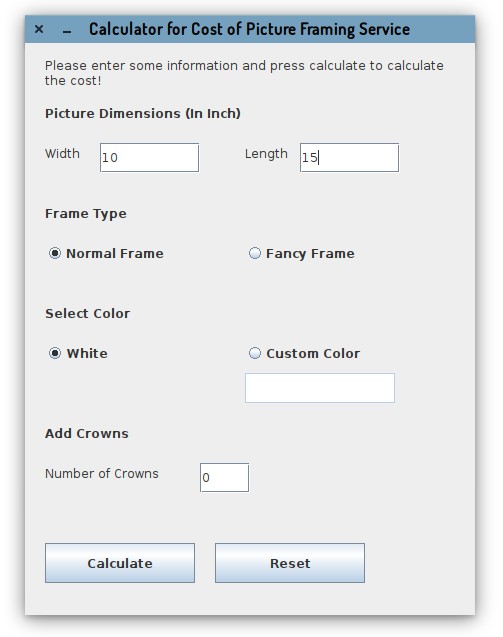 Calculator for Cost of Picture Framing Service
Please enter some information and press calculate to calculate
the cost!
Picture Dimensions (In Inch)
Width 10 Length 15
Frame Type
Normal Frame Fancy Frame
Select Color
White Custom Color
Add Crowns
Number of Crowns 0
Calculate Reset